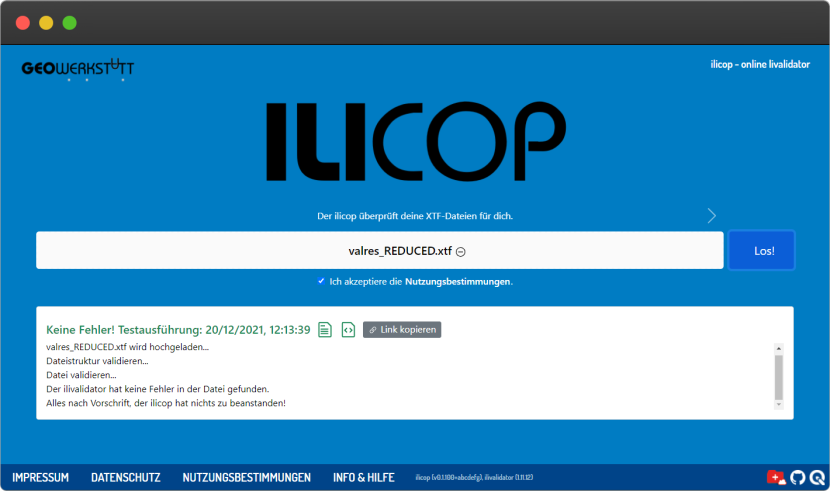 GEOWERKSTATT
ilicop – online livalidator
ILICOP
Der ilicop überprüft deine XTF-Dateien für dich.
valres_REDUCED.xtf
Los!
Ich akzeptiere die Nutzungsbestimmungen.
Keine Fehler! Testausführung: 20/12/2021, 12:13:39 Link kopieren
valres_REDUCED.xtf wird hochgeladen...
Dateistruktur validieren...
Datei validieren...
Der ilivalidator hat keine Fehler in der Datei gefunden.
Alles nach Vorschrift, der ilicop hat nichts zu beanstanden!
IMPRESSUM DATENSCHUTZ NUTZUNGSBESTIMMUNGEN INFO & HILFE ilicop (v0.1.100+abcdefg), ilivalidator (1.11.12)